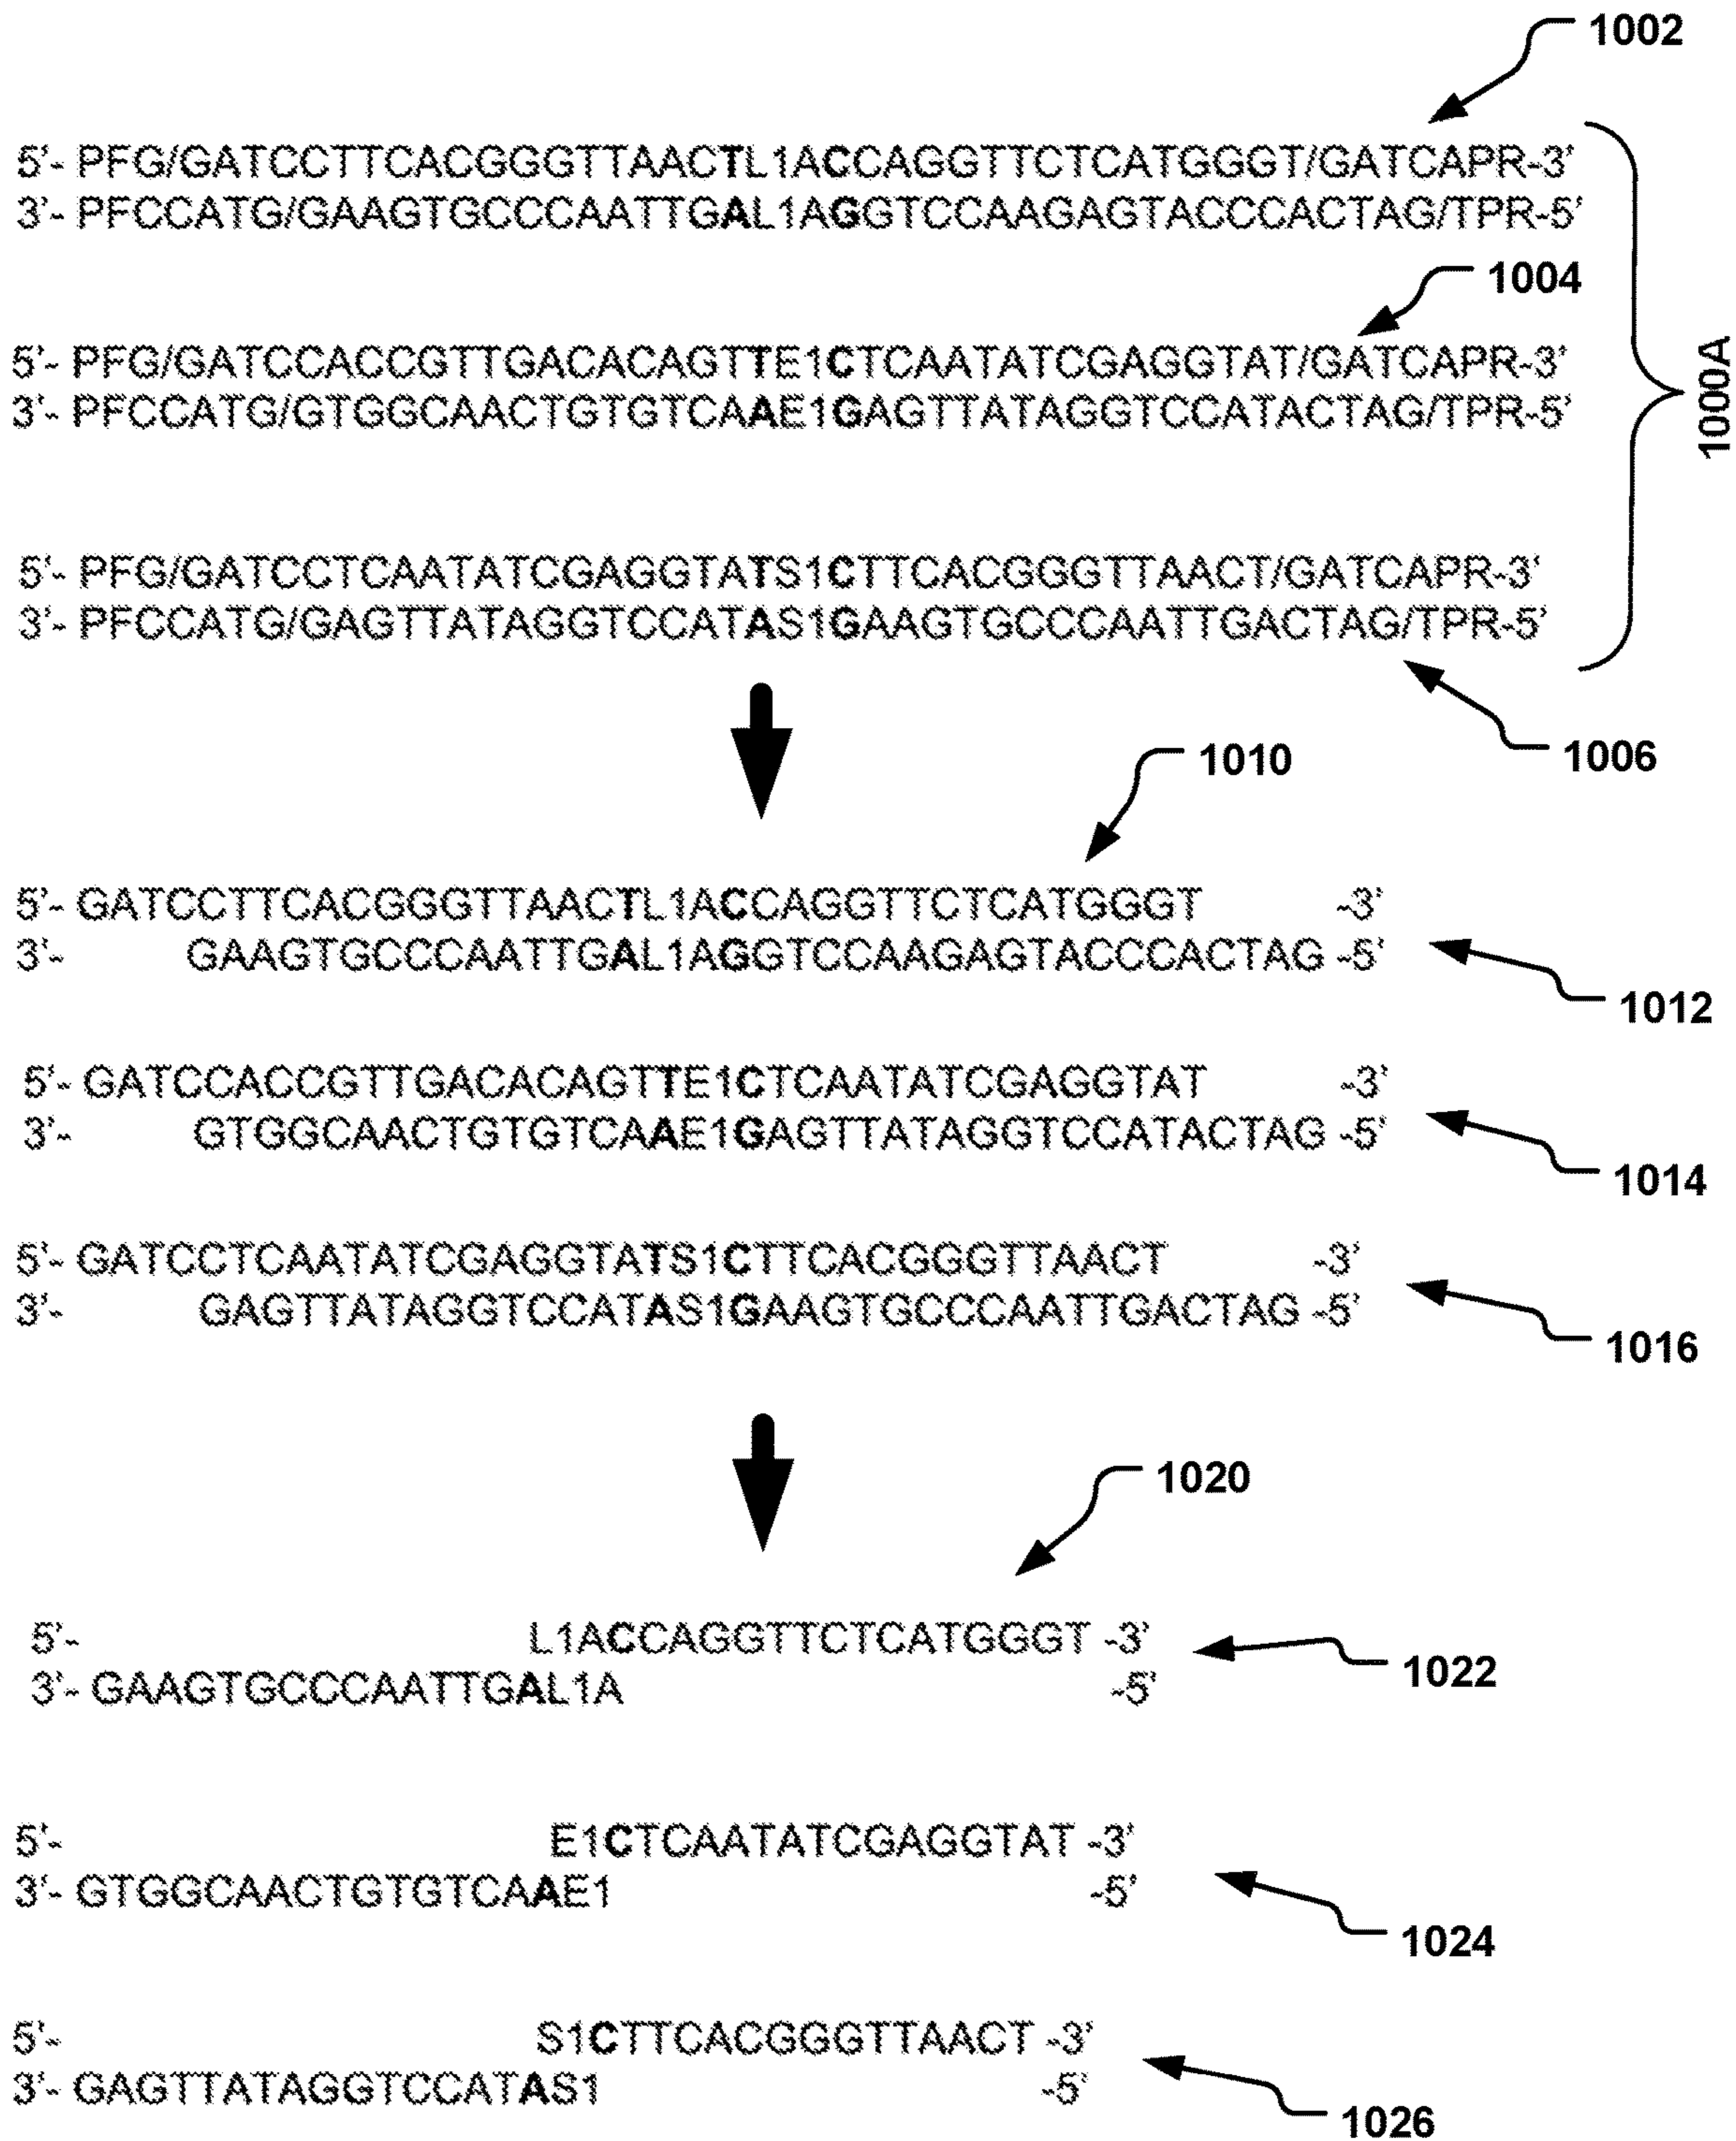 1002
5'- PFG/GATCCTTCACGGGTTAACTL1ACCAGGTTCTCATGGGT/GATCAPR-3'
3'- PFCCATG/GAAGTGCCCAATTGAL1AGGTCCAAGAGTACCCACTAG/TPR-5'
1004
5'- PFG/GATCCACCGTTGACACAGTTE1CTCAATATCGAGGTAT/GATCAPR-3'
3'- PFCCATG/GTGGCAACTGTGTCAAE1GAGTTATAGGTCCATACTAG/TPR-5'
1000A
5'- PFG/GATCCTCAATATCGAGGTATS1CTTCACGGGTTAACT/GATCAPR-3'
3'- PFCCATG/GAGTTATAGGTCCATAS1GAAGTGCCCAATTGACTAG/TPR-5'
1006
1010
5'- GATCCTTCACGGGTTAACTL1ACCAGGTTCTCATGGGT -3'
3'- GAAGTGCCCAATTGAL1AGGTCCAAGAGTACCCACTAG -5'
1012
5'- GATCCACCGTTGACACAGTTE1CTCAATATCGAGGTAT -3'
3'- GTGGCAACTGTGTCAAE1GAGTTATAGGTCCATACTAG -5'
1014
5'- GATCCTCAATATCGAGGTATS1CTTCACGGGTTAACT -3'
3'- GAGTTATAGGTCCATAS1GAAGTGCCCAATTGACTAG -5'
1016
1020
5'- L1ACCAGGTTCTCATGGGT -3'
3'- GAAGTGCCCAATTGAL1A -5'
1022
5'- E1CTCAATATCGAGGTAT -3'
3'- GTGGCAACTGTGTCAAE1 -5'
1024
5'- S1CTTCACGGGTTAACT -3'
3'- GAGTTATAGGTCCATAS1 -5'
1026